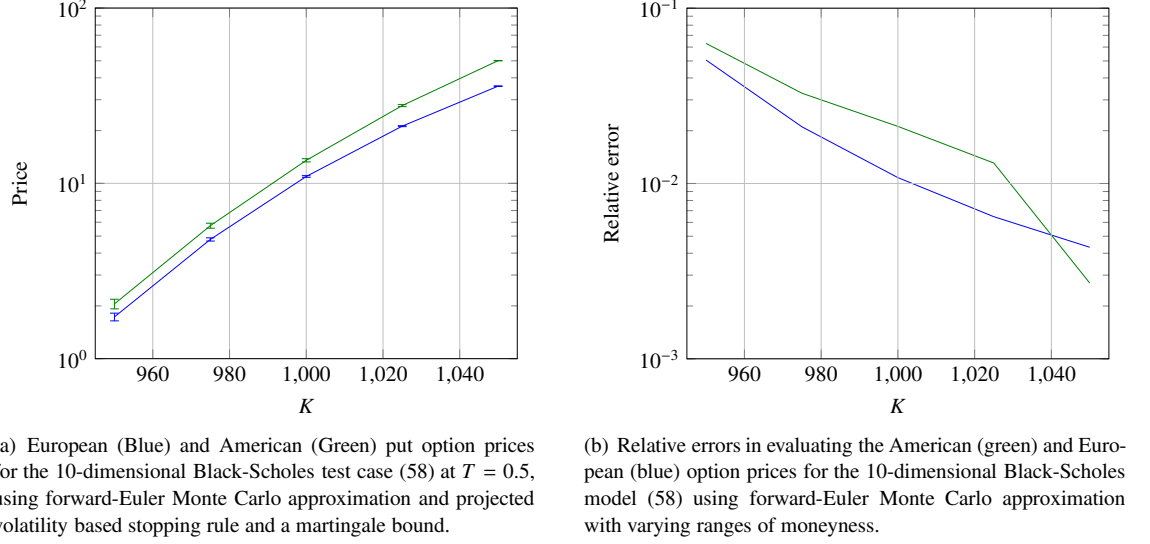 10^2
10^1
10^0
Price
960 980 1,000 1,020 1,040
K
10^−1
10^−2
10^−3
Relative error
960 980 1,000 1,020 1,040
K
a) European (Blue) and American (Green) put option prices
for the 10-dimensional Black-Scholes test case (58) at T = 0.5,
using forward-Euler Monte Carlo approximation and projected
volatility based stopping rule and a martingale bound.
(b) Relative errors in evaluating the American (green) and Euro-
pean (blue) option prices for the 10-dimensional Black-Scholes
model (58) using forward-Euler Monte Carlo approximation
with varying ranges of moneyness.